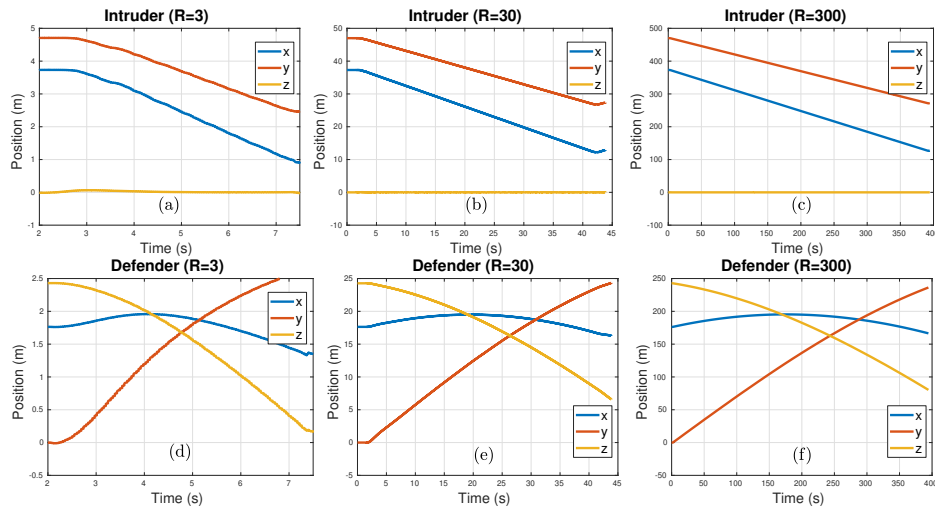 Intruder (R=3)
5
4
3
2
1
0
-1
Position (m)
2 3 4 5 6 7
Time (s)
x
y
z
(a)
Intruder (R=30)
50
40
30
20
10
0
-10
Position (m)
0 5 10 15 20 25 30 35 40 45
Time (s)
x
y
z
(b)
Intruder (R=300)
500
400
300
200
100
0
-100
Position (m)
0 50 100 150 200 250 300 350 400
Time (s)
x
y
z
(c)
Defender (R=3)
2.5
2
1.5
1
0.5
0
-0.5
Position (m)
2 3 4 5 6 7
Time (s)
x
y
z
(d)
Defender (R=30)
25
20
15
10
5
0
-5
Position (m)
0 5 10 15 20 25 30 35 40 45
Time (s)
x
y
z
(e)
Defender (R=300)
250
200
150
100
50
0
-50
Position (m)
0 50 100 150 200 250 300 350 400
Time (s)
x
y
z
(f)